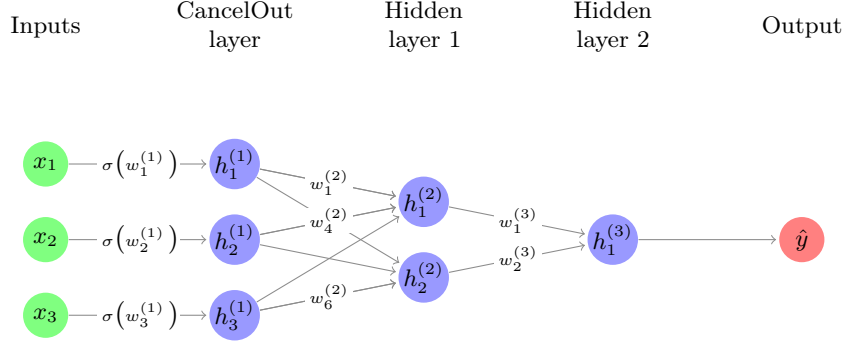 Inputs
CancelOut
layer
Hidden
layer 1
Hidden
layer 2
Output
x₁
σ(w₁⁽¹⁾)
h₁⁽¹⁾
w₁⁽²⁾
h₁⁽²⁾
w₁⁽³⁾
x₂
σ(w₂⁽¹⁾)
h₂⁽¹⁾
w₄⁽²⁾
h₁⁽³⁾
ŷ
h₂⁽²⁾
w₂⁽³⁾
x₃
σ(w₃⁽¹⁾)
h₃⁽¹⁾
w₆⁽²⁾